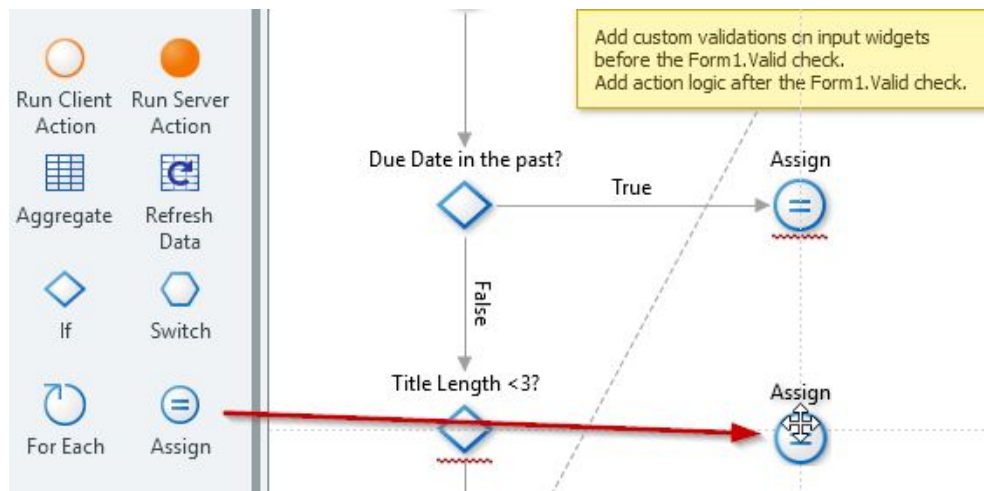 Run Client
Action
Run Server
Action
Aggregate
Refresh
Data
If
Switch
For Each
Assign
Add custom validations on input widgets
before the Form1.Valid check.
Add action logic after the Form1.Valid check.
Due Date in the past?
Assign
True
False
Title Length <3?
Assign